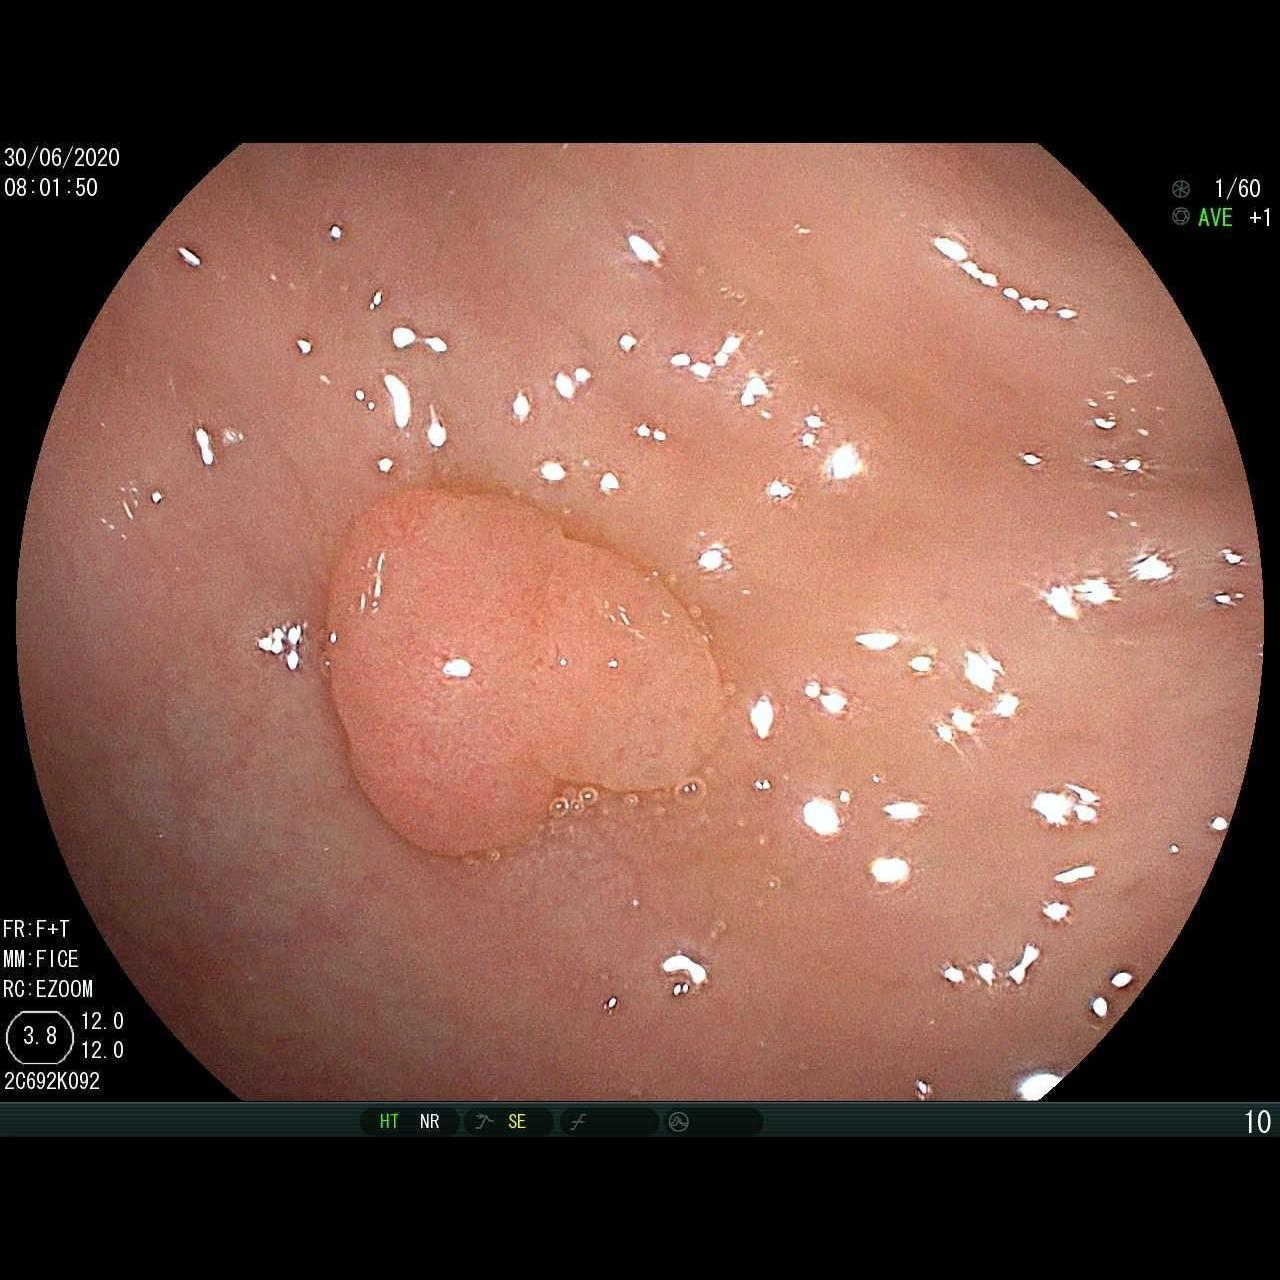 30/06/2020
08:01:50
1/60
AVE +1
FR:F+T
MM:FICE
RC:EZOOM
3.8
12.0
12.0
2C692K092
HT NR SE
10